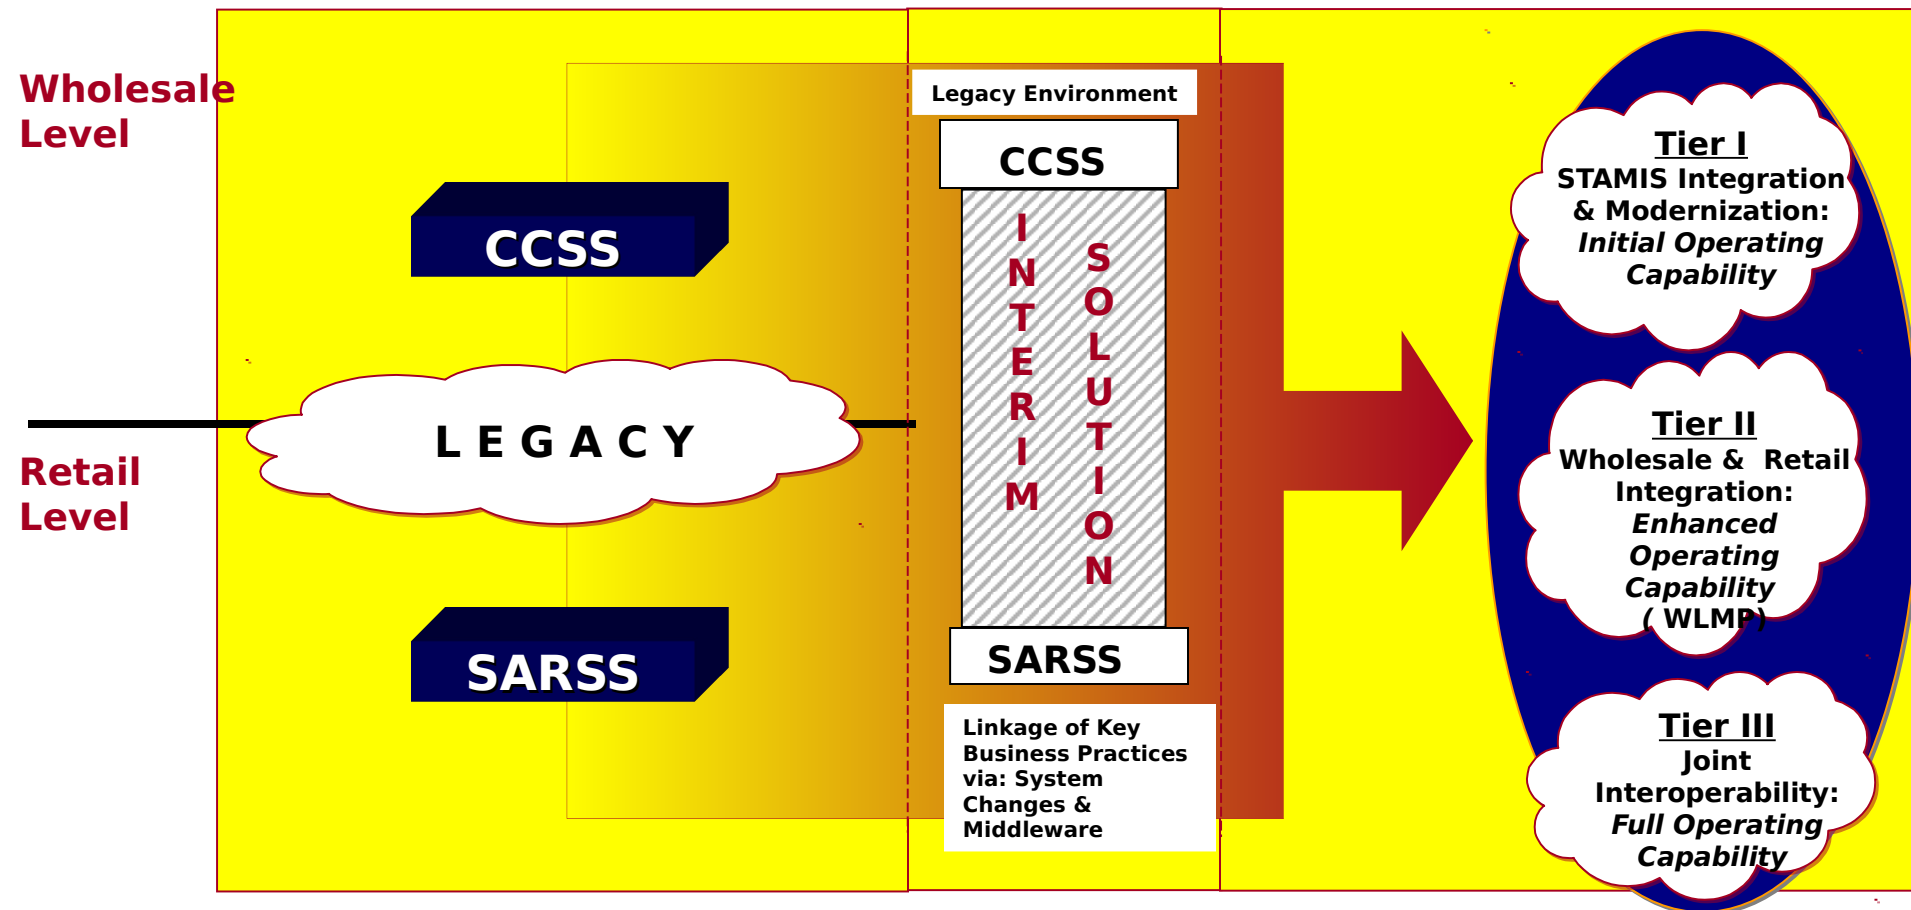 Wholesale
Level
CCSS
L E G A C Y
Retail
Level
SARSS
Legacy Environment
CCSS
I
N
T
E
R
I
M
S
O
L
U
T
I
O
N
SARSS
Linkage of Key
Business Practices
via: System
Changes &
Middleware
Tier I
STAMIS Integration
& Modernization:
Initial Operating
Capability
Tier II
Wholesale &  Retail
Integration:
Enhanced
Operating
Capability
( WLMP)
Tier III
Joint
Interoperability:
Full Operating
Capability